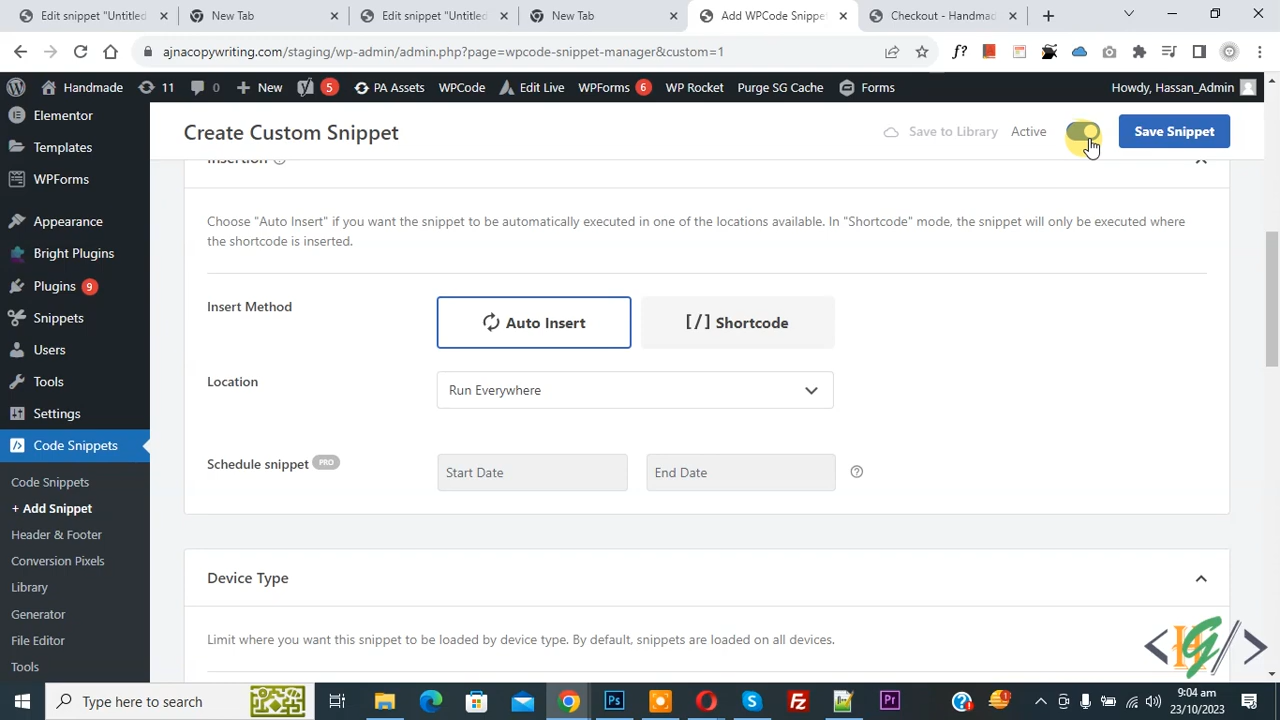 Edit snippet "Untitled
New Tab
Edit snippet "Untitled
New Tab
Add WPCode Snippet
Checkout - Handmad
ajnacopywriting.com/staging/wp-admin/admin.php?page=wpcode-snippet-manager&custom=1
f?
Handmade
11
0
New
5
PA Assets
WPCode
Edit Live
WPForms
6
WP Rocket
Purge SG Cache
Forms
Howdy, Hassan_Admin
Elementor
Templates
WPForms
Appearance
Bright Plugins
Plugins
9
Snippets
Users
Tools
Settings
Code Snippets
Code Snippets
+ Add Snippet
Header & Footer
Conversion Pixels
Library
Generator
File Editor
Tools
Create Custom Snippet
Save to Library
Active
Save Snippet
Insertion
Choose "Auto Insert" if you want the snippet to be automatically executed in one of the locations available. In "Shortcode" mode, the snippet will only be executed where
the shortcode is inserted.
Insert Method
Auto Insert
[/] Shortcode
Location
Run Everywhere
Schedule snippet
PRO
Start Date
End Date
Device Type
Limit where you want this snippet to be loaded by device type. By default, snippets are loaded on all devices.
Type here to search
Ps
Pr
9:04 am
23/10/2023